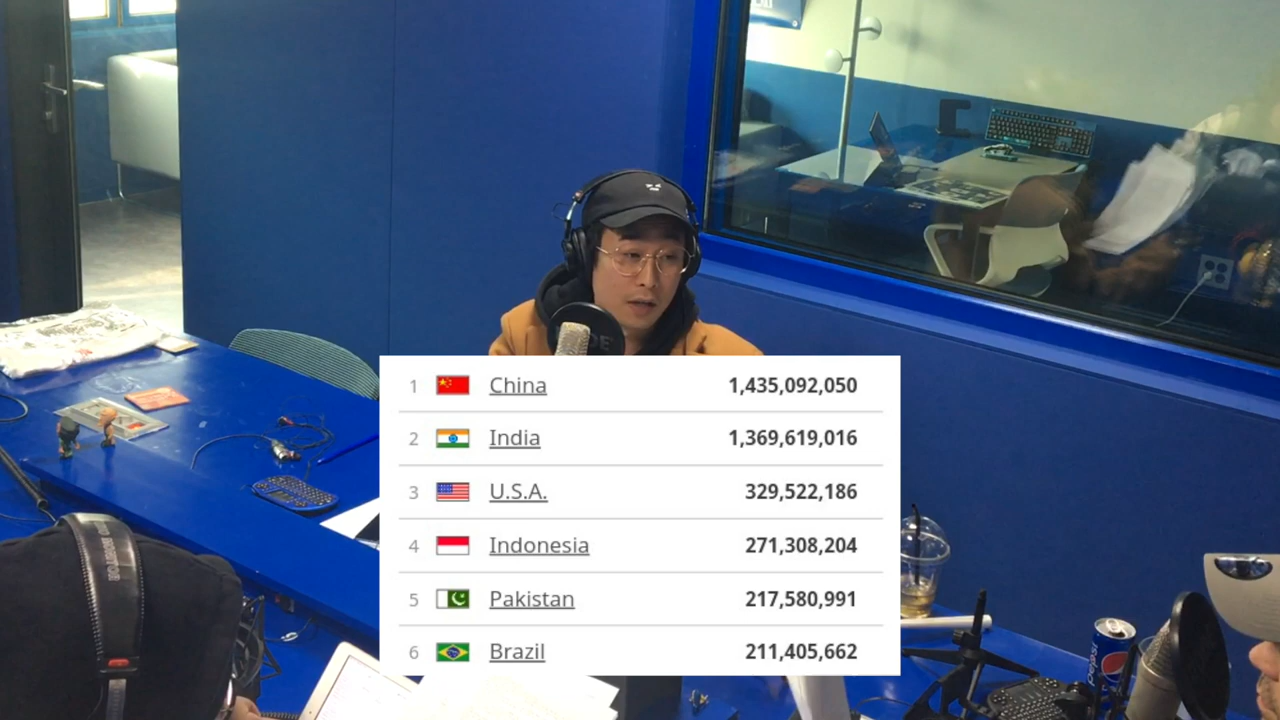 1 China 1,435,092,050
2 India 1,369,619,016
3 U.S.A. 329,522,186
4 Indonesia 271,308,204
5 Pakistan 217,580,991
6 Brazil 211,405,662
pepsi